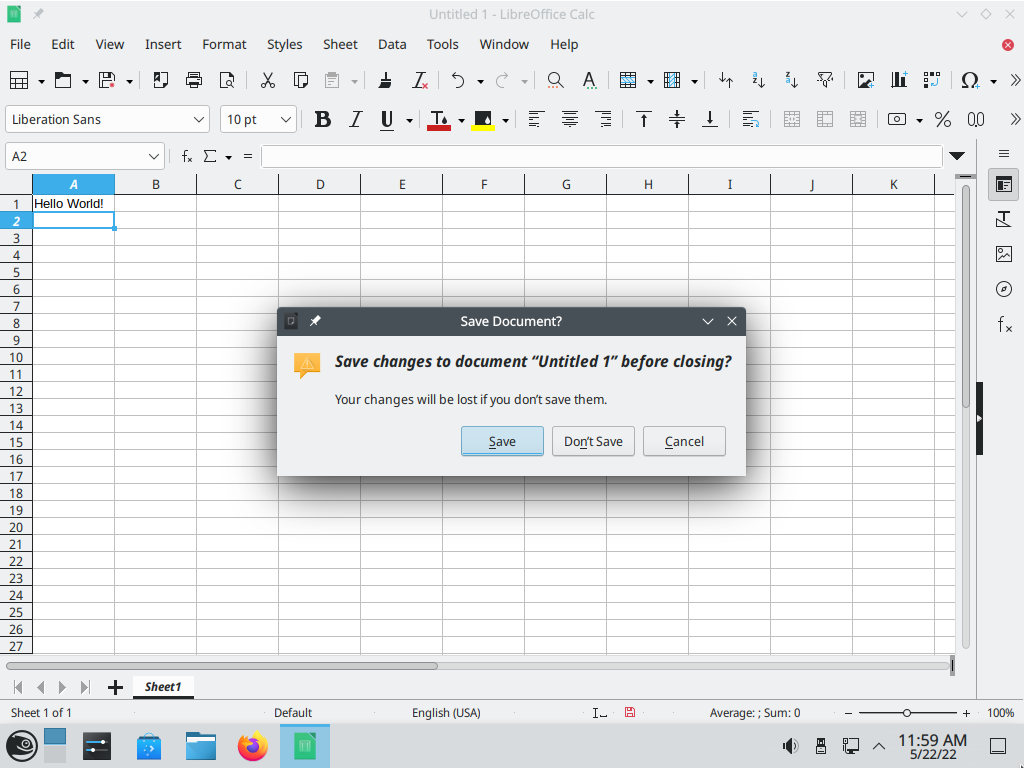 Untitled 1 - LibreOffice Calc
File Edit View Insert Format Styles Sheet Data Tools Window Help
Liberation Sans 10 pt B I U
A2
A B C D E F G H I J K
1 Hello World!
2
3
4
5
6
7
8
9
10
11
12
13
14
15
16
17
18
19
20
21
22
23
24
25
26
27
Save Document?
Save changes to document “Untitled 1” before closing?
Your changes will be lost if you don’t save them.
Save Don’t Save Cancel
Sheet1
Sheet 1 of 1 Default English (USA) Average: ; Sum: 0 100%
11:59 AM
5/22/22